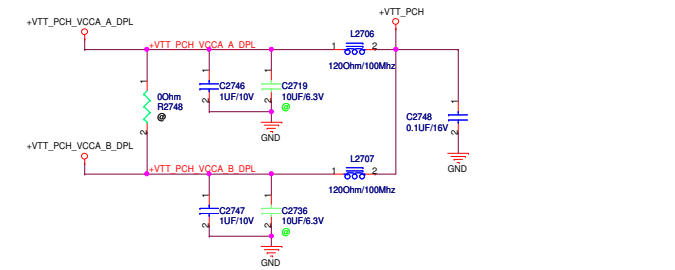 +VTT_PCH
+VTT_PCH_VCCA_A_DPL
L2706
+VTT_PCH_VCCA_A_DPL
1
2
120Ohm/100Mhz
1
0Ohm
R2748
@
2
1
C2746
1UF/10V
2
1
C2719
10UF/6.3V
2
@
GND
1
C2748
0.1UF/16V
2
GND
+VTT_PCH_VCCA_B_DPL
L2707
+VTT_PCH_VCCA_B_DPL
1
2
120Ohm/100Mhz
1
C2747
1UF/10V
2
1
C2736
10UF/6.3V
2
@
GND